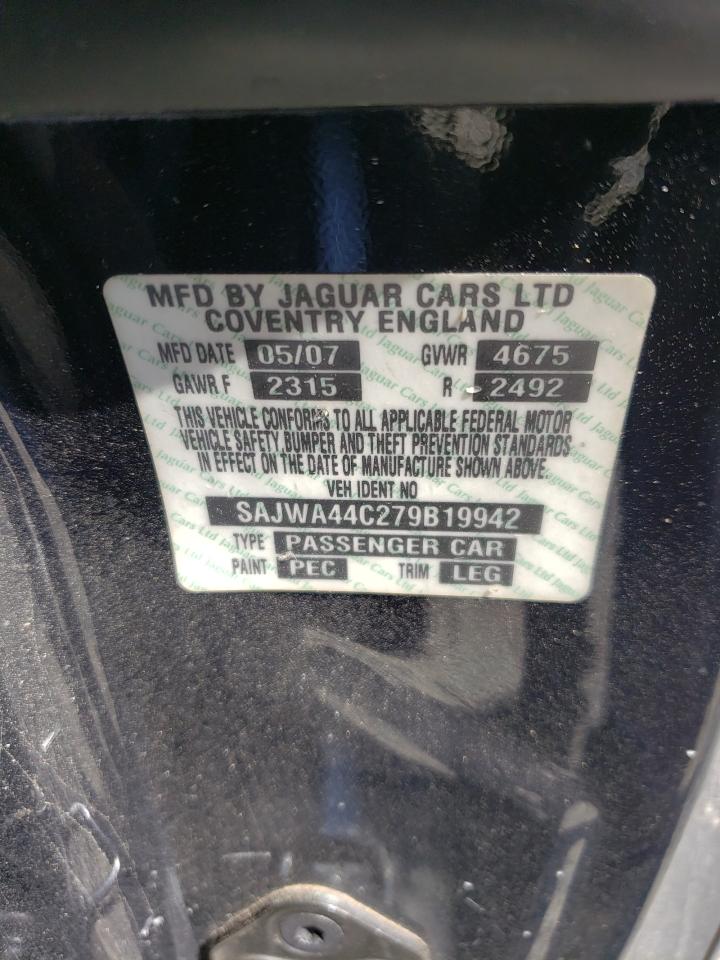 MFD BY JAGUAR CARS LTD
COVENTRY ENGLAND
MFD DATE 05/07 GVWR 4675
GAWR F 2315 R 2492
THIS VEHICLE CONFORMS TO ALL APPLICABLE FEDERAL MOTOR
VEHICLE SAFETY BUMPER AND THEFT PREVENTION STANDARDS
IN EFFECT ON THE DATE OF MANUFACTURE SHOWN ABOVE.
VEH IDENT NO
SAJWA44C279B19942
TYPE PASSENGER CAR
PAINT PEC TRIM LEG